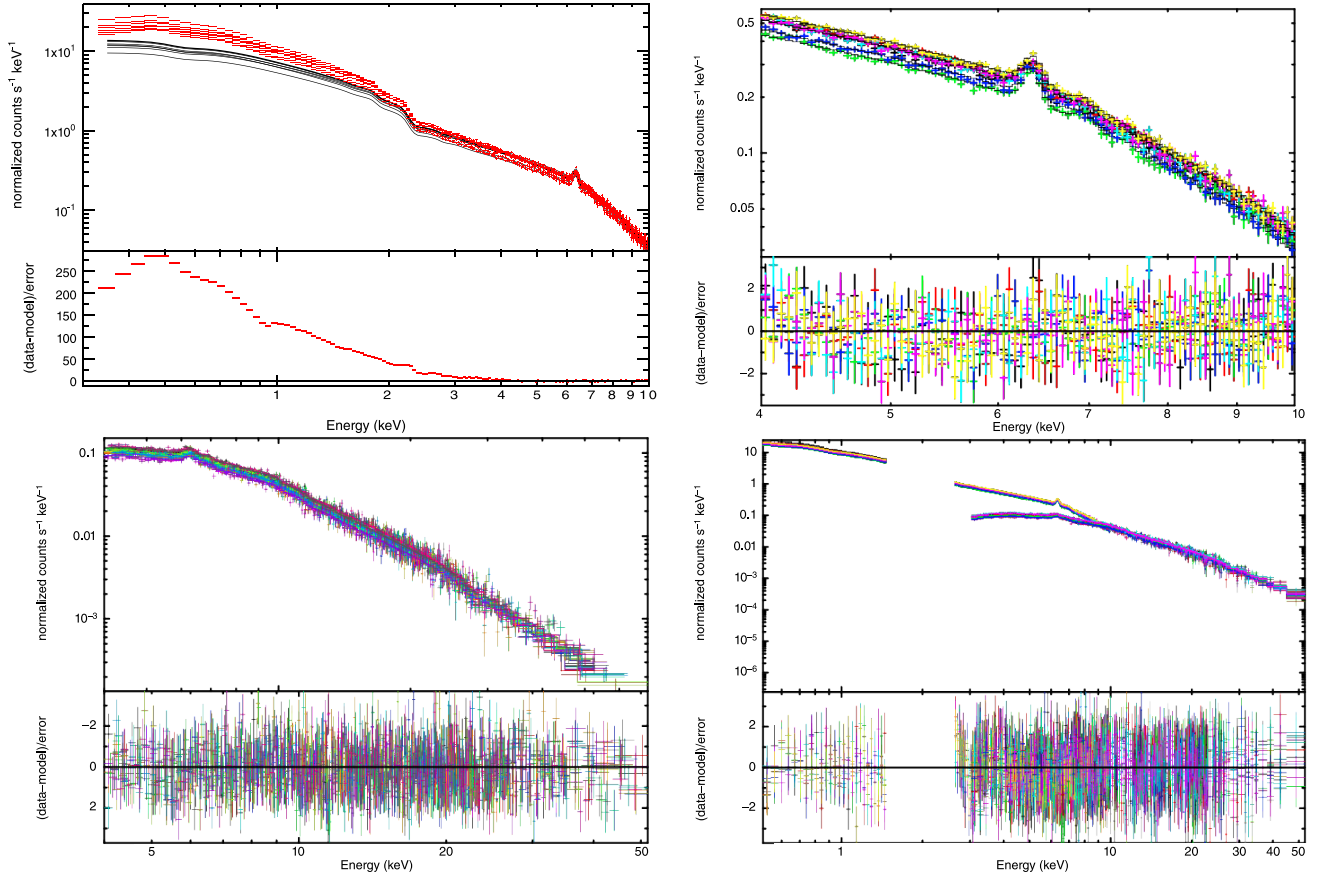 normalized counts s⁻¹ keV⁻¹
1x10¹
1x10⁰
10⁻¹
(data-model)/error
250
200
150
100
50
0
1 2 3 4 5 6 7 8 9 10
Energy (keV)
normalized counts s⁻¹ keV⁻¹
0.5
0.2
0.1
0.05
(data−model)/error
2
0
−2
4 5 6 7 8 9 10
Energy (keV)
normalized counts s⁻¹ keV⁻¹
0.1
0.01
10⁻³
(data−model)/error
−2
0
2
5 10 20 50
Energy (keV)
normalized counts s⁻¹ keV⁻¹
10
1
0.1
0.01
10⁻³
10⁻⁴
10⁻⁵
10⁻⁶
(data−model)/error
2
0
−2
1 10 20 30 40 50
Energy (keV)